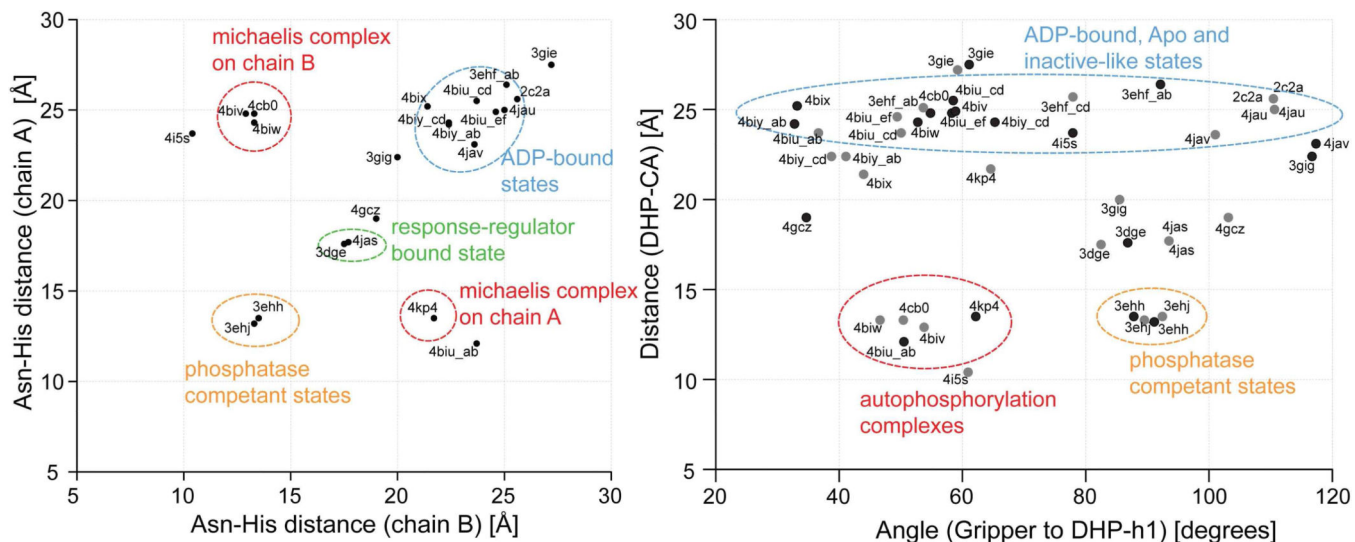 30
25
20
15
10
5
Asn-His distance (chain A) [Å]
michaelis complex
on chain B
4biv
4cb0
4biw
4i5s
3gie
3ehf_ab
4biu_cd
2c2a
4bix
4jau
4biu_ef
4biy_cd
4biy_ab
4jav
3gig
ADP-bound
states
4gcz
response-regulator
bound state
4jas
3dge
3ehh
3ehj
phosphatase
competant states
michaelis complex
on chain A
4kp4
4biu_ab
5
10
15
20
25
30
Asn-His distance (chain B) [Å]
30
25
20
15
10
5
Distance (DHP-CA) [Å]
ADP-bound, Apo and
inactive-like states
3gie
3gie
4bix
3ehf_ab
4cb0
4biu_cd
4biv
3ehf_cd
3ehf_ab
2c2a
2c2a
4biy_ab
4biu_ef
4biu_ef
4biy_cd
4jau
4jau
4biu_ab
4biu_cd
4biw
4i5s
4jav
4jav
4biy_cd
4biy_ab
4bix
4kp4
3gig
3gig
4gcz
3dge
3dge
4jas
4jas
4gcz
4biw
4cb0
4biv
4kp4
4biu_ab
4i5s
3ehh
3ehj
3ehj
3ehh
autophosphorylation
complexes
phosphatase
competant states
20
40
60
80
100
120
Angle (Gripper to DHP-h1) [degrees]